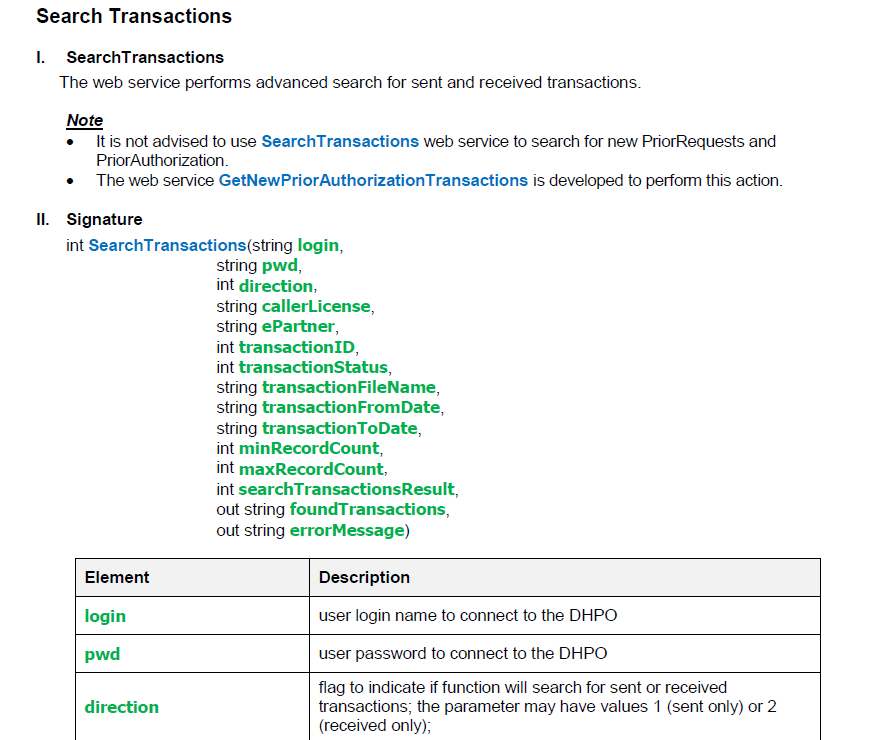 Search Transactions
I. SearchTransactions
The web service performs advanced search for sent and received transactions.
Note
• It is not advised to use SearchTransactions web service to search for new PriorRequests and
PriorAuthorization.
• The web service GetNewPriorAuthorizationTransactions is developed to perform this action.
II. Signature
int SearchTransactions(string login,
string pwd,
int direction,
string callerLicense,
string ePartner,
int transactionID,
int transactionStatus,
string transactionFileName,
string transactionFromDate,
string transactionToDate,
int minRecordCount,
int maxRecordCount,
int searchTransactionsResult,
out string foundTransactions,
out string errorMessage)
Element Description
login user login name to connect to the DHPO
pwd user password to connect to the DHPO
flag to indicate if function will search for sent or received
direction transactions; the parameter may have values 1 (sent only) or 2
(received only);